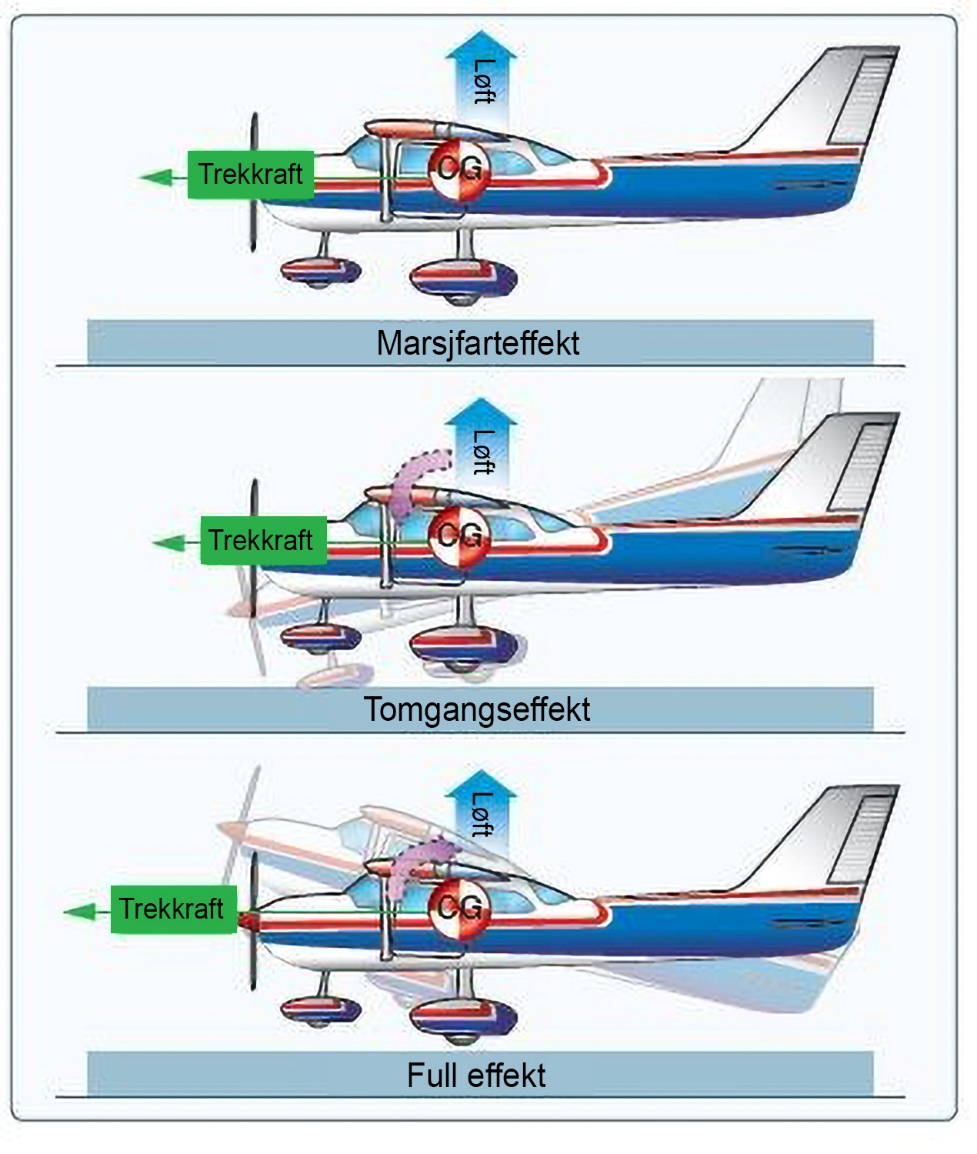 Løft
Trekkraft
CG
Marsjfarteffekt
Løft
Trekkraft
CG
Tomgangseffekt
Løft
Trekkraft
CG
Full effekt